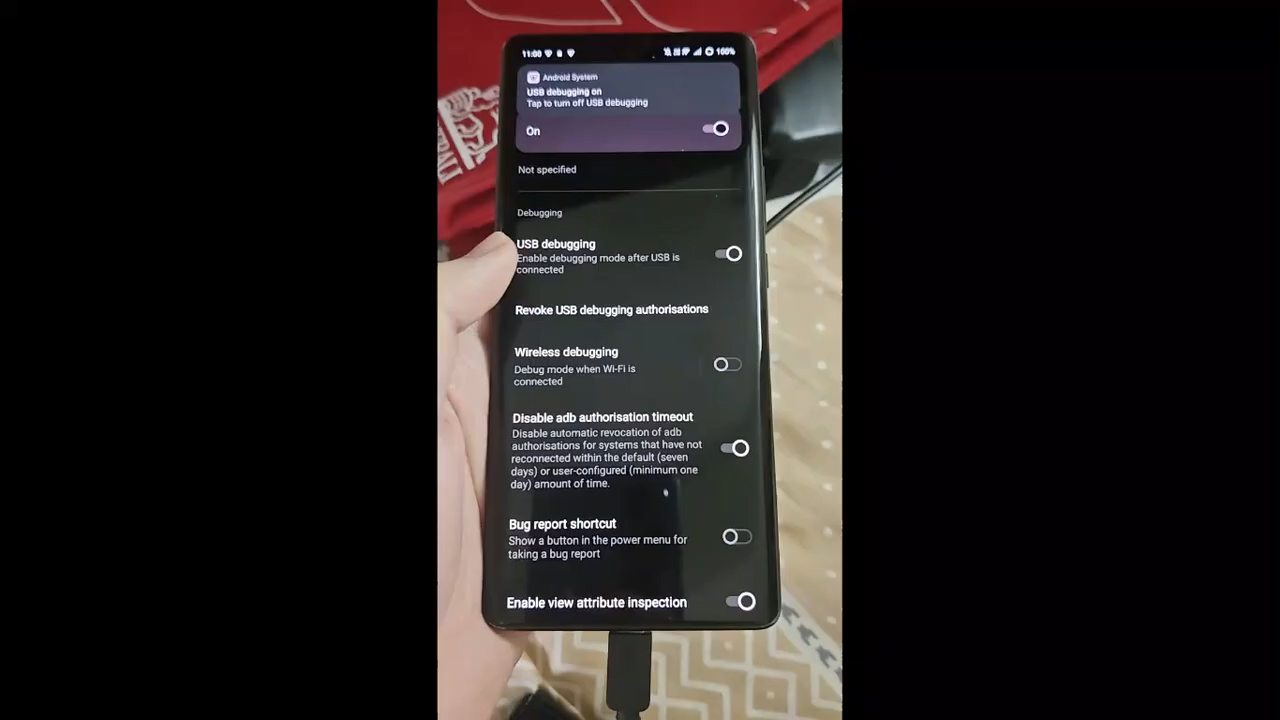 11:00
100%
Android System
USB debugging on
Tap to turn off USB debugging
On
Not specified
Debugging
USB debugging
Enable debugging mode after USB is
connected
Revoke USB debugging authorisations
Wireless debugging
Debug mode when Wi-Fi is
connected
Disable adb authorisation timeout
Disable automatic revocation of adb
authorisations for systems that have not
reconnected within the default (seven
days) or user-configured (minimum one
day) amount of time.
Bug report shortcut
Show a button in the power menu for
taking a bug report
Enable view attribute inspection